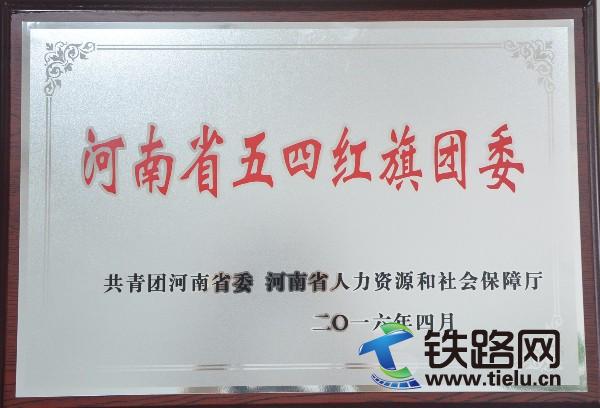 河南省五四红旗团委
共青团河南省委 河南省人力资源和社会保障厅
二〇一六年四月
铁路网
www.tielu.cn